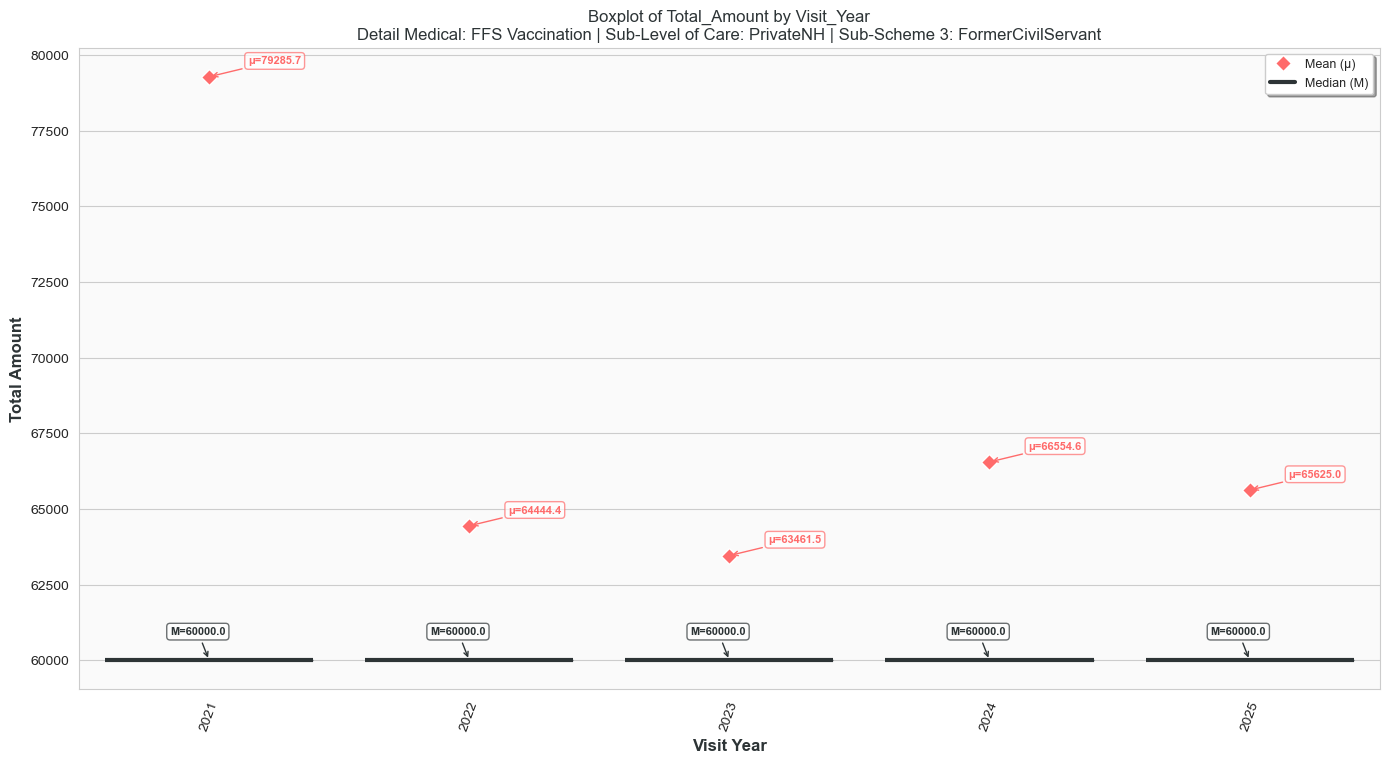 Boxplot of Total_Amount by Visit_Year
Detail Medical: FFS Vaccination | Sub-Level of Care: PrivateNH | Sub-Scheme 3: FormerCivilServant
Mean (μ)
Median (M)
Total Amount
80000
77500
75000
72500
70000
67500
65000
62500
60000
μ=79285.7
μ=64444.4
μ=63461.5
μ=66554.6
μ=65625.0
M=60000.0
M=60000.0
M=60000.0
M=60000.0
M=60000.0
2021
2022
2023
2024
2025
Visit Year